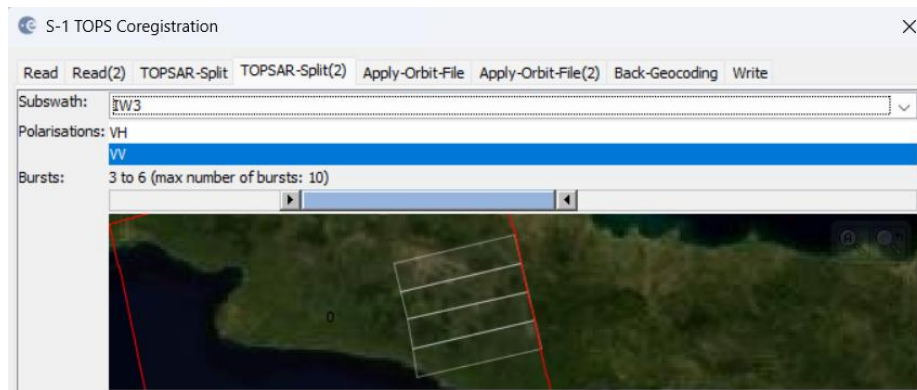 S-1 TOPS Coregistration
Read Read(2) TOPSAR-Split TOPSAR-Split(2) Apply-Orbit-File Apply-Orbit-File(2) Back-Geocoding Write
Subswath: IW3
Polarisations: VH
VV
Bursts: 3 to 6 (max number of bursts: 10)
0